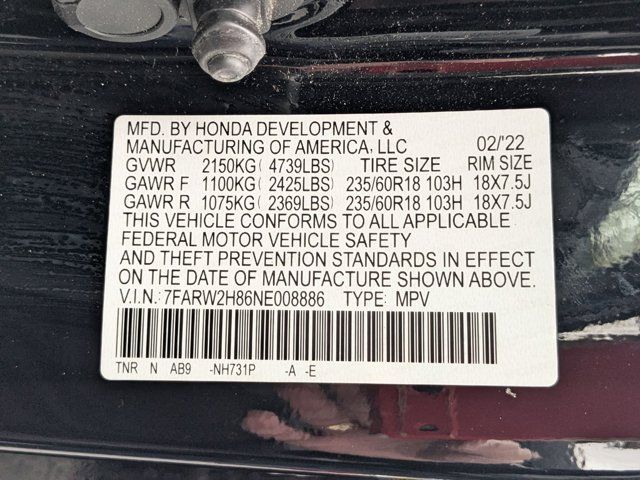 MFD. BY HONDA DEVELOPMENT &
MANUFACTURING OF AMERICA, LLC 02/'22
GVWR 2150KG( 4739LBS) TIRE SIZE RIM SIZE
GAWR F 1100KG( 2425LBS) 235/60R18 103H 18X7.5J
GAWR R 1075KG( 2369LBS) 235/60R18 103H 18X7.5J
THIS VEHICLE CONFORMS TO ALL APPLICABLE
FEDERAL MOTOR VEHICLE SAFETY
AND THEFT PREVENTION STANDARDS IN EFFECT
ON THE DATE OF MANUFACTURE SHOWN ABOVE.
V.I.N.: 7FARW2H86NE008886 TYPE: MPV
TNR N AB9 -NH731P -A -E